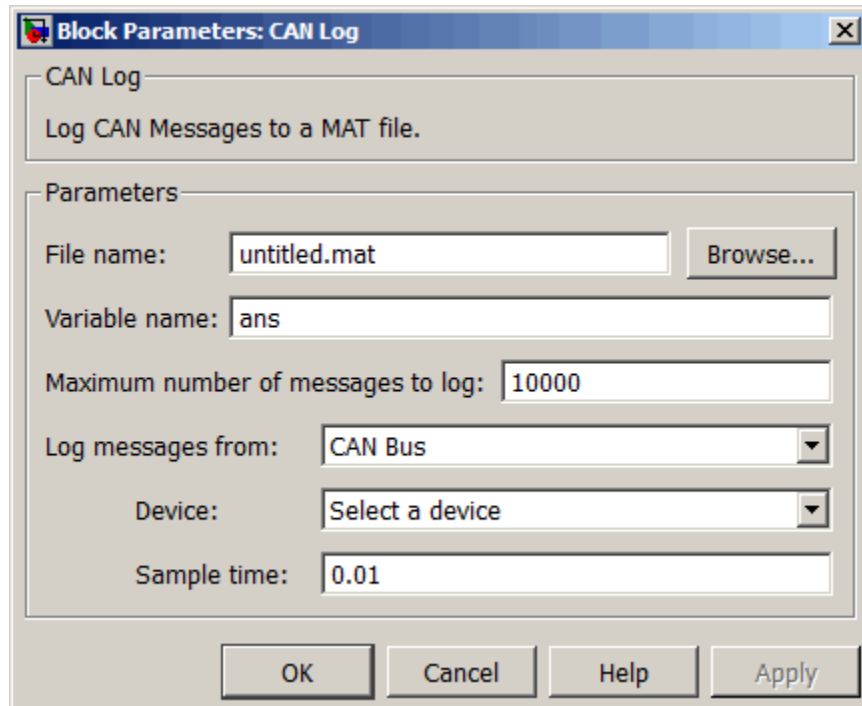 Block Parameters: CAN Log
CAN Log
Log CAN Messages to a MAT file.
Parameters
File name: untitled.mat Browse...
Variable name: ans
Maximum number of messages to log: 10000
Log messages from: CAN Bus
Device: Select a device
Sample time: 0.01
OK Cancel Help Apply